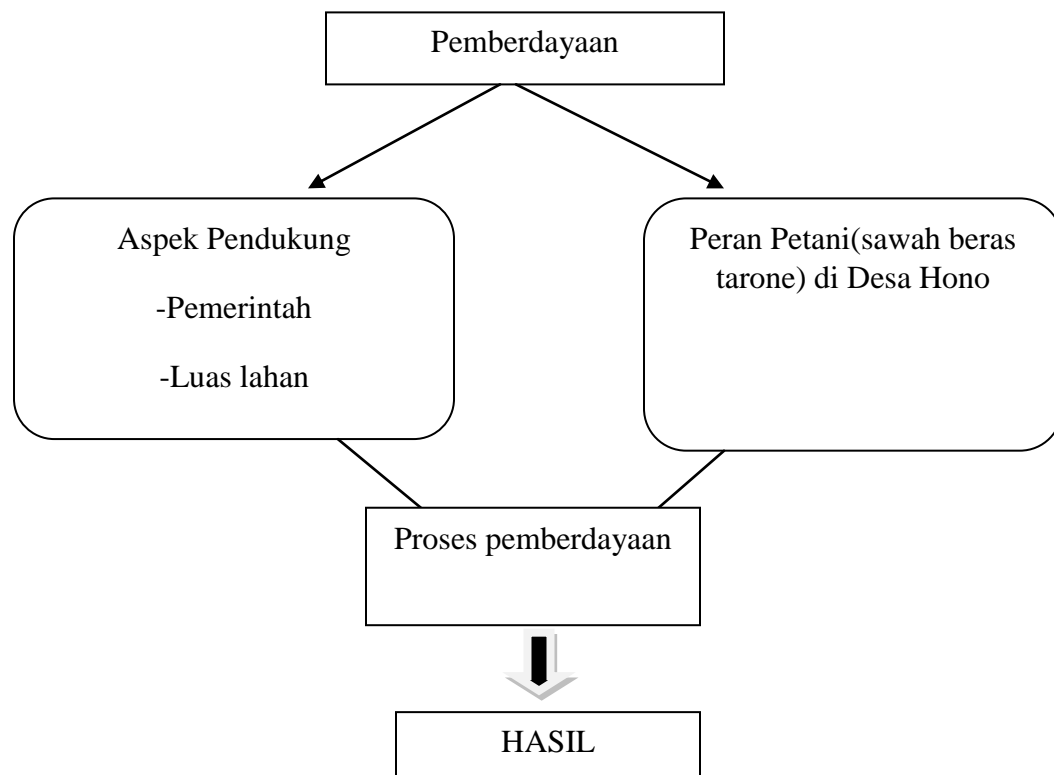 Pemberdayaan
Aspek Pendukung
-Pemerintah
-Luas lahan
Peran Petani(sawah beras
tarone) di Desa Hono
Proses pemberdayaan
HASIL